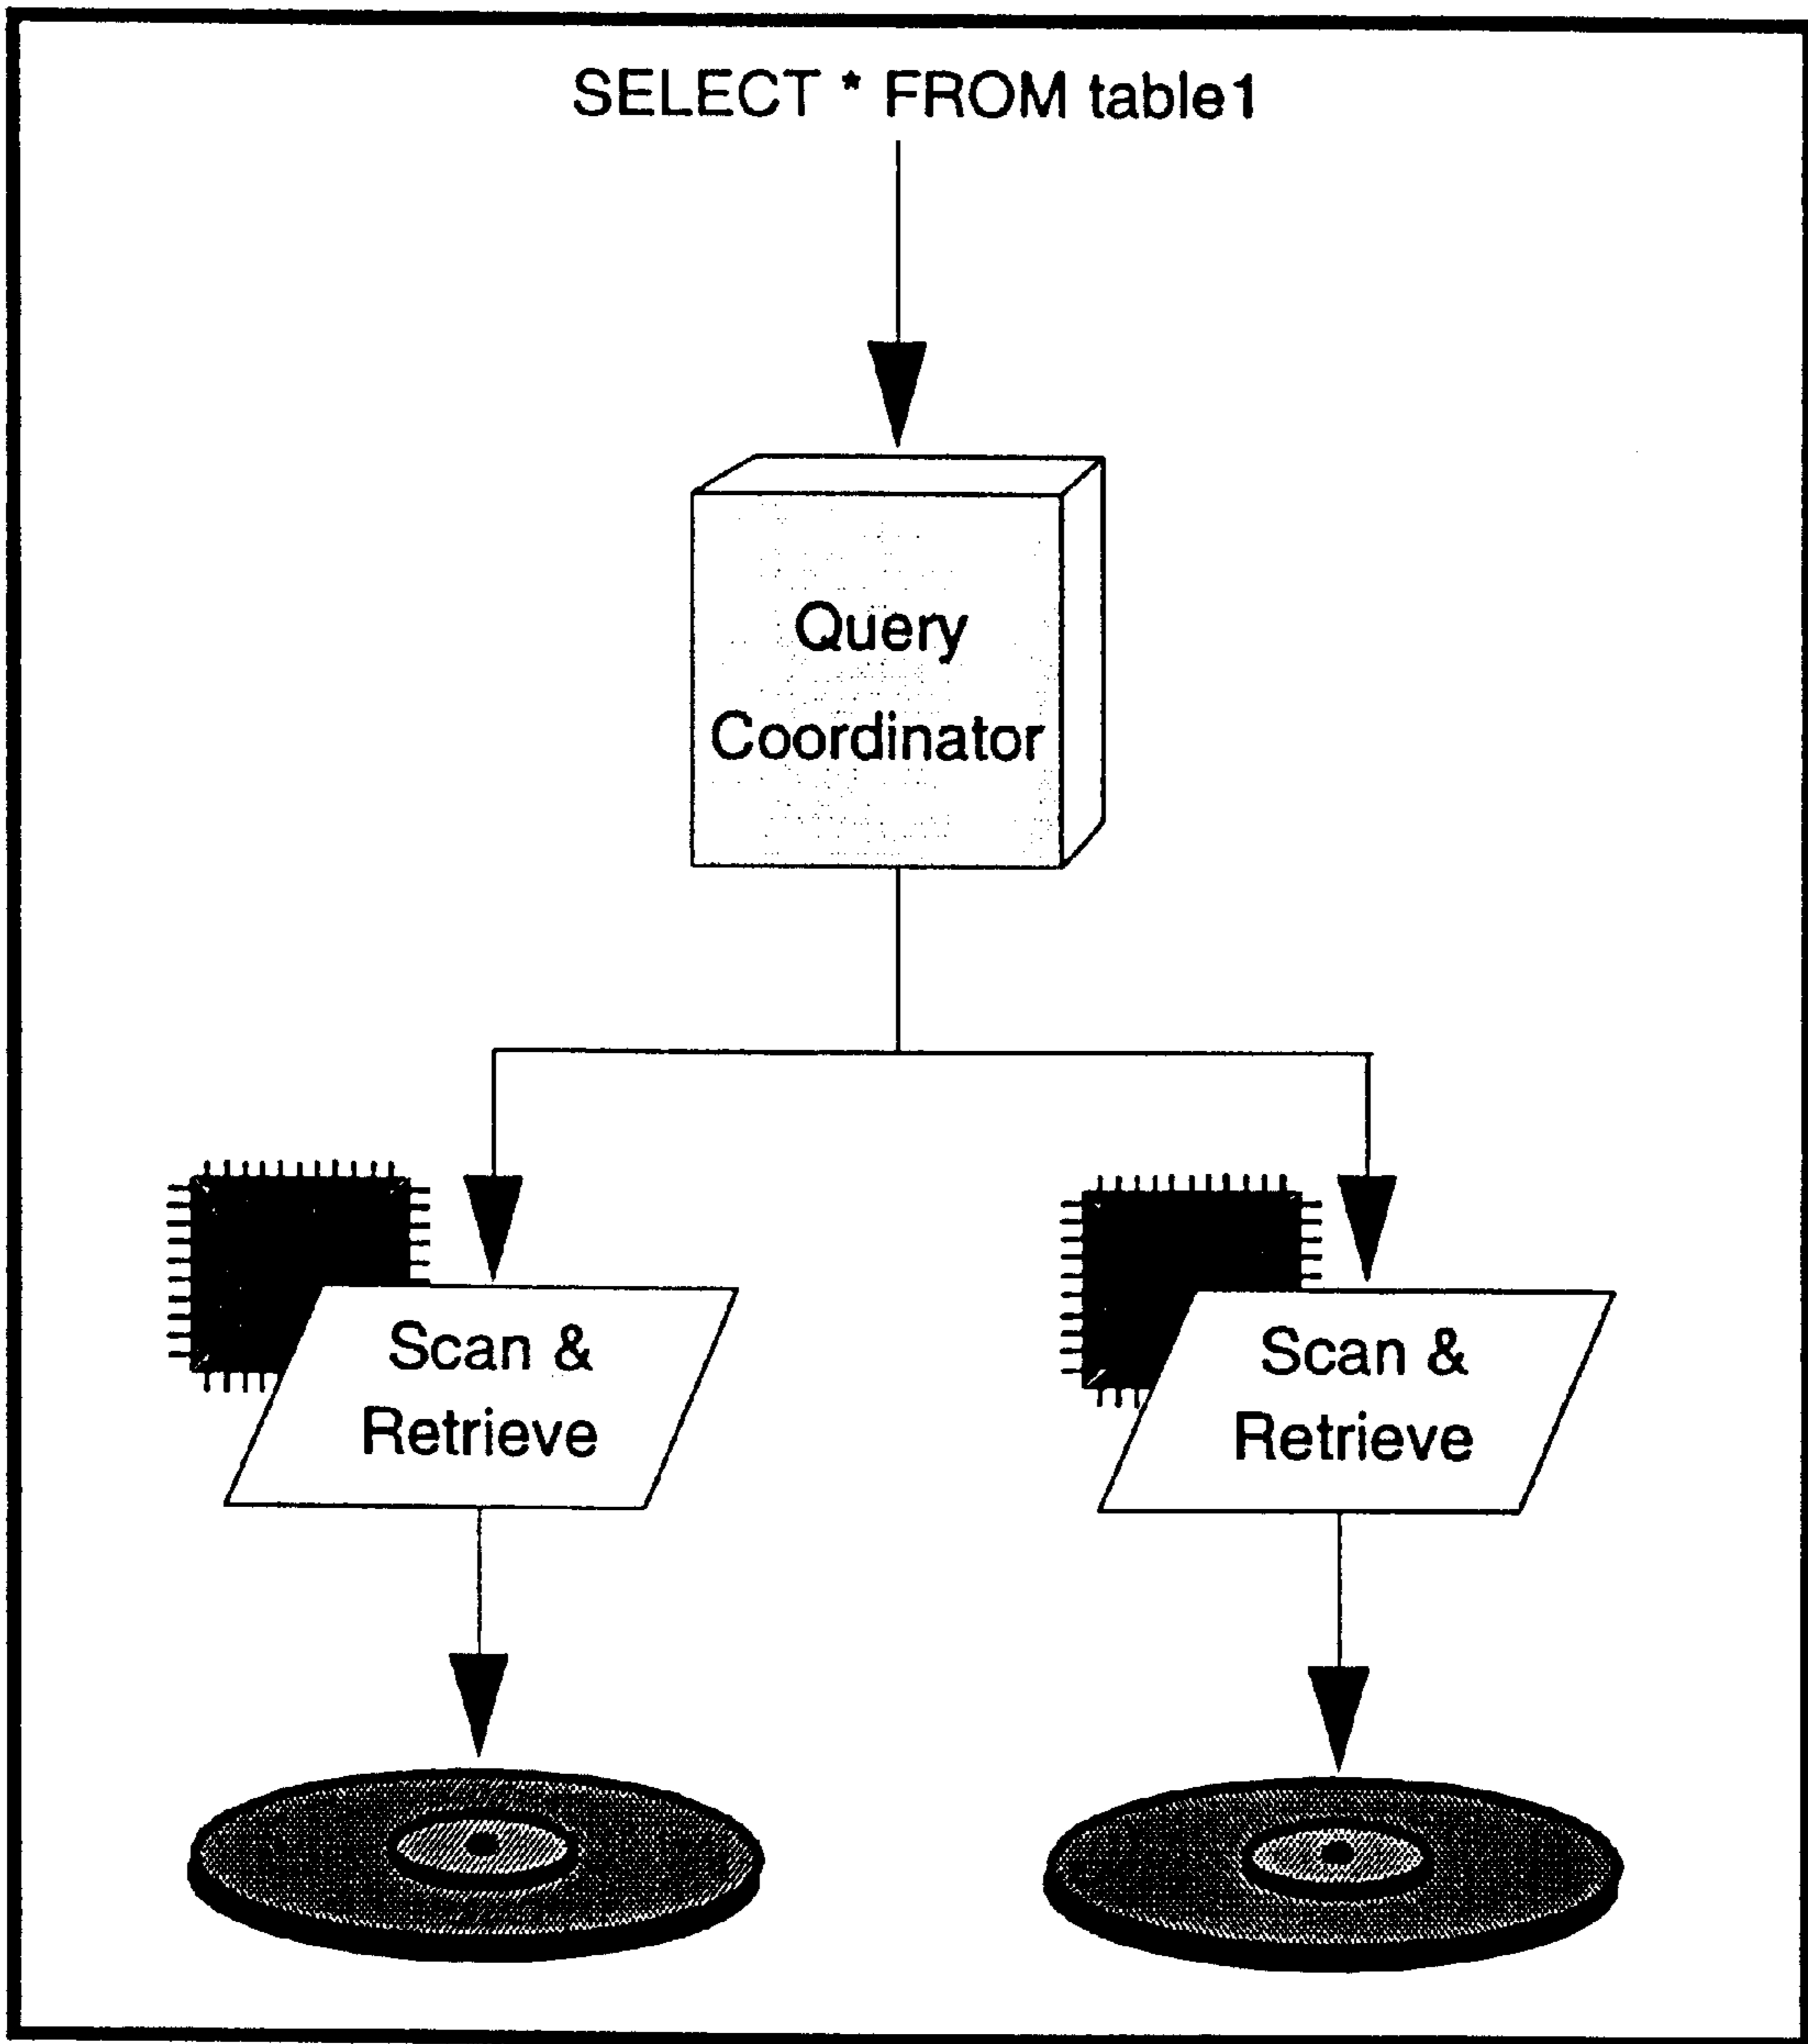 SELECT * FROM table1
Query
Coordinator
Scan &
Retrieve
Scan &
Retrieve